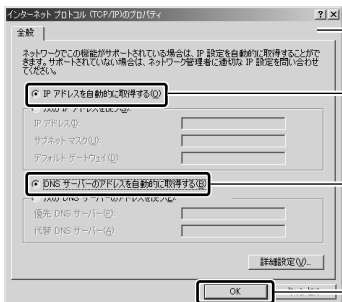 インターネット プロトコル (TCP/IP)のプロパティ
全般
ネットワークでこの機能がサポートされている場合は、IP 設定を自動的に取得することがで
きます。サポートされていない場合は、ネットワーク管理者に適切な IP 設定を問い合わせ
てください。
IP アドレスを自動的に取得する(O)
次の IP アドレスを使う(S):
IP アドレス(I):
サブネット マスク(U):
デフォルト ゲートウェイ(D):
DNS サーバーのアドレスを自動的に取得する(B)
次の DNS サーバーのアドレスを使う(E):
優先 DNS サーバー(P):
代替 DNS サーバー(A):
詳細設定(V)...
OK
キャンセル